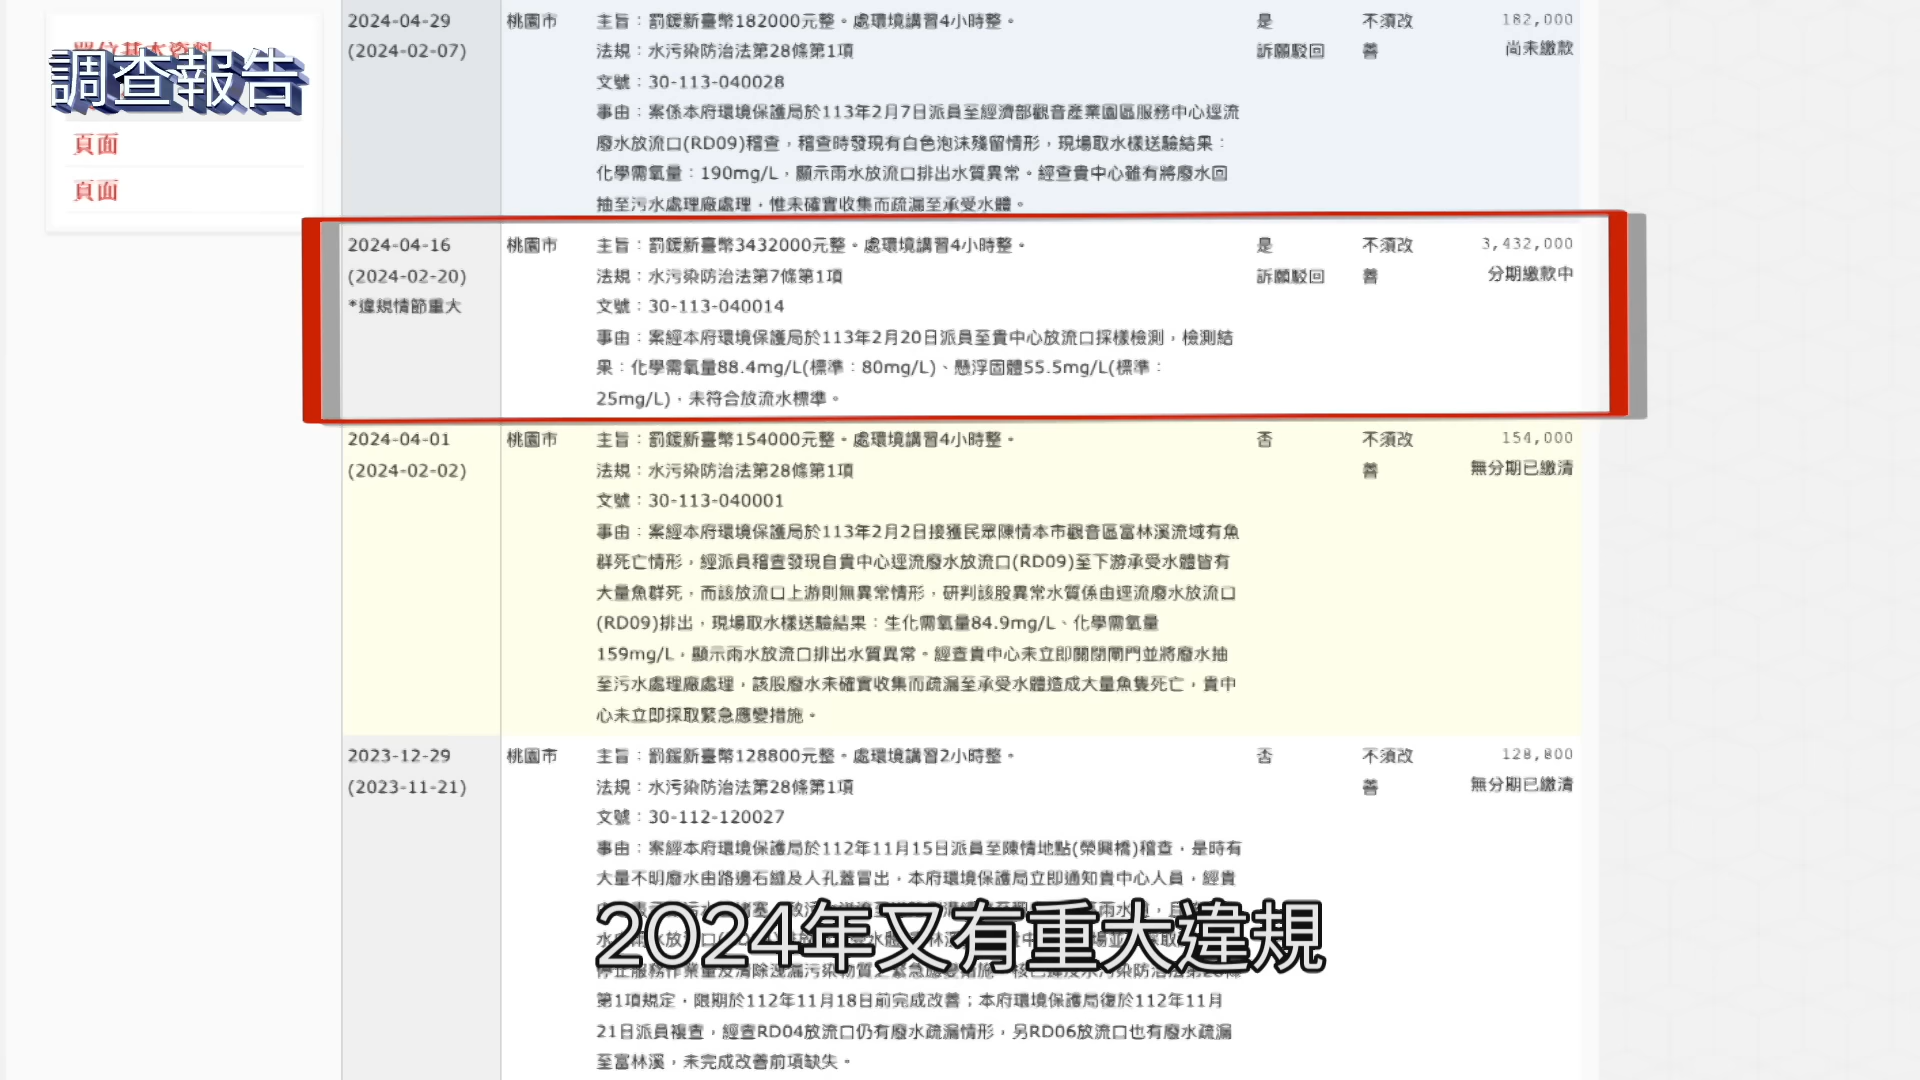 調查報告
頁面
頁面
2024-04-29 桃園市 主旨：罰鍰新臺幣182000元整。處環境講習4小時整。 是 不須改 182,000
(2024-02-07) 法規：水污染防治法第28條第1項 訴願駁回 善 尚未繳款
文號：30-113-040028
事由：案係本府環境保護局於113年2月7日派員至經濟部觀音產業園區服務中心逕流
廢水放流口(RD09)稽查，稽查時發現有白色泡沫殘留情形，現場取水樣送驗結果：
化學需氧量：190mg/L，顯示雨水放流口排出水質異常。經查貴中心雖有將廢水回
抽至污水處理廠處理，惟未確實收集而疏漏至承受水體。
2024-04-16 桃園市 主旨：罰鍰新臺幣3432000元整。處環境講習4小時整。 是 不須改 3,432,000
(2024-02-20) 法規：水污染防治法第7條第1項 訴願駁回 善 分期繳款中
*違規情節重大 文號：30-113-040014
事由：案經本府環境保護局於113年2月20日派員至貴中心放流口採樣檢測，檢測結
果：化學需氧量88.4mg/L(標準：80mg/L)、懸浮固體55.5mg/L(標準：
25mg/L)，未符合放流水標準。
2024-04-01 桃園市 主旨：罰鍰新臺幣154000元整。處環境講習4小時整。 否 不須改 154,000
(2024-02-02) 法規：水污染防治法第28條第1項 善 無分期已繳清
文號：30-113-040001
事由：案經本府環境保護局於113年2月2日接獲民眾陳情本市觀音區富林溪流域有魚
群死亡情形，經派員稽查發現自貴中心逕流廢水放流口(RD09)至下游承受水體皆有
大量魚群死，而該放流口上游則無異常情形，研判該股異常水質係由逕流廢水放流口
(RD09)排出，現場取水樣送驗結果：生化需氧量84.9mg/L、化學需氧量
159mg/L，顯示雨水放流口排出水質異常。經查貴中心未立即關閉閘門並將廢水抽
至污水處理廠處理，該股廢水未確實收集而疏漏至承受水體造成大量魚隻死亡，貴中
心未立即採取緊急應變措施。
2023-12-29 桃園市 主旨：罰鍰新臺幣128800元整。處環境講習2小時整。 否 不須改 128,800
(2023-11-21) 法規：水污染防治法第28條第1項 善 無分期已繳清
文號：30-112-120027
事由：案經本府環境保護局於112年11月15日派員至陳情地點(榮興橋)稽查，是時有
大量不明廢水由路邊石縫及人孔蓋冒出，本府環境保護局立即通知貴中心人員，經貴
2024年又有重大違規
第1項規定，限期於112年11月18日前完成改善；本府環境保護局復於112年11月
21日派員複查，經查RD04放流口仍有廢水疏漏情形，另RD06放流口也有廢水疏漏
至富林溪，未完成改善前項缺失。